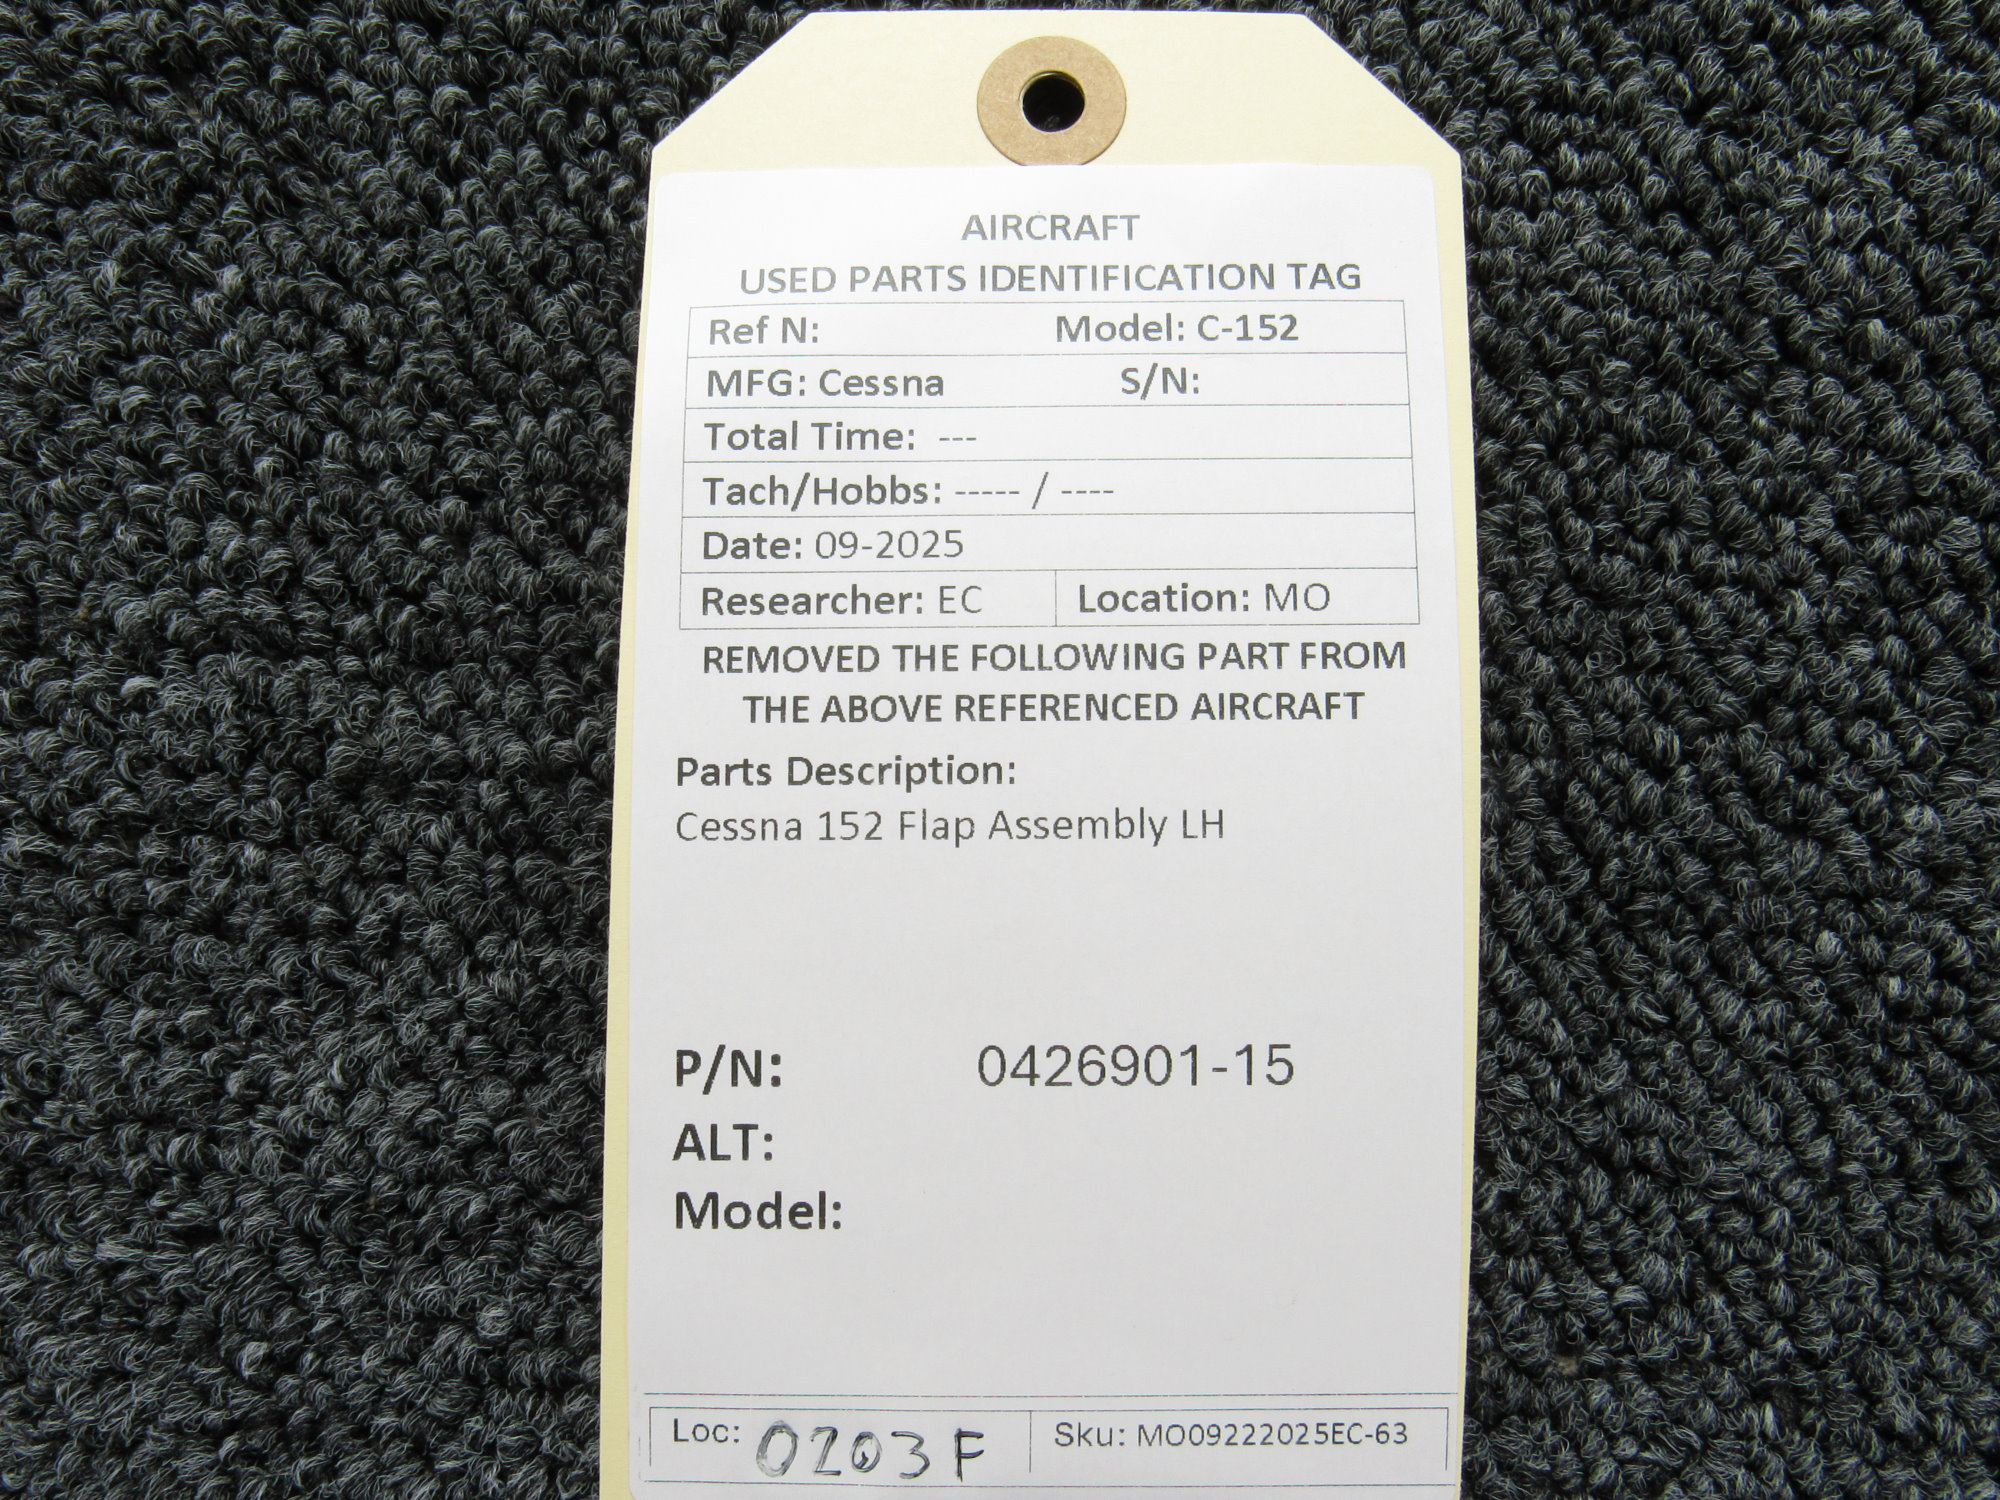 AIRCRAFT
USED PARTS IDENTIFICATION TAG
Ref N: Model: C-152
MFG: Cessna S/N:
Total Time: ---
Tach/Hobbs: ----- / ----
Date: 09-2025
Researcher: EC Location: MO
REMOVED THE FOLLOWING PART FROM
THE ABOVE REFERENCED AIRCRAFT
Parts Description:
Cessna 152 Flap Assembly LH
P/N: 0426901-15
ALT:
Model:
Loc: 0203F Sku: MO09222025EC-63